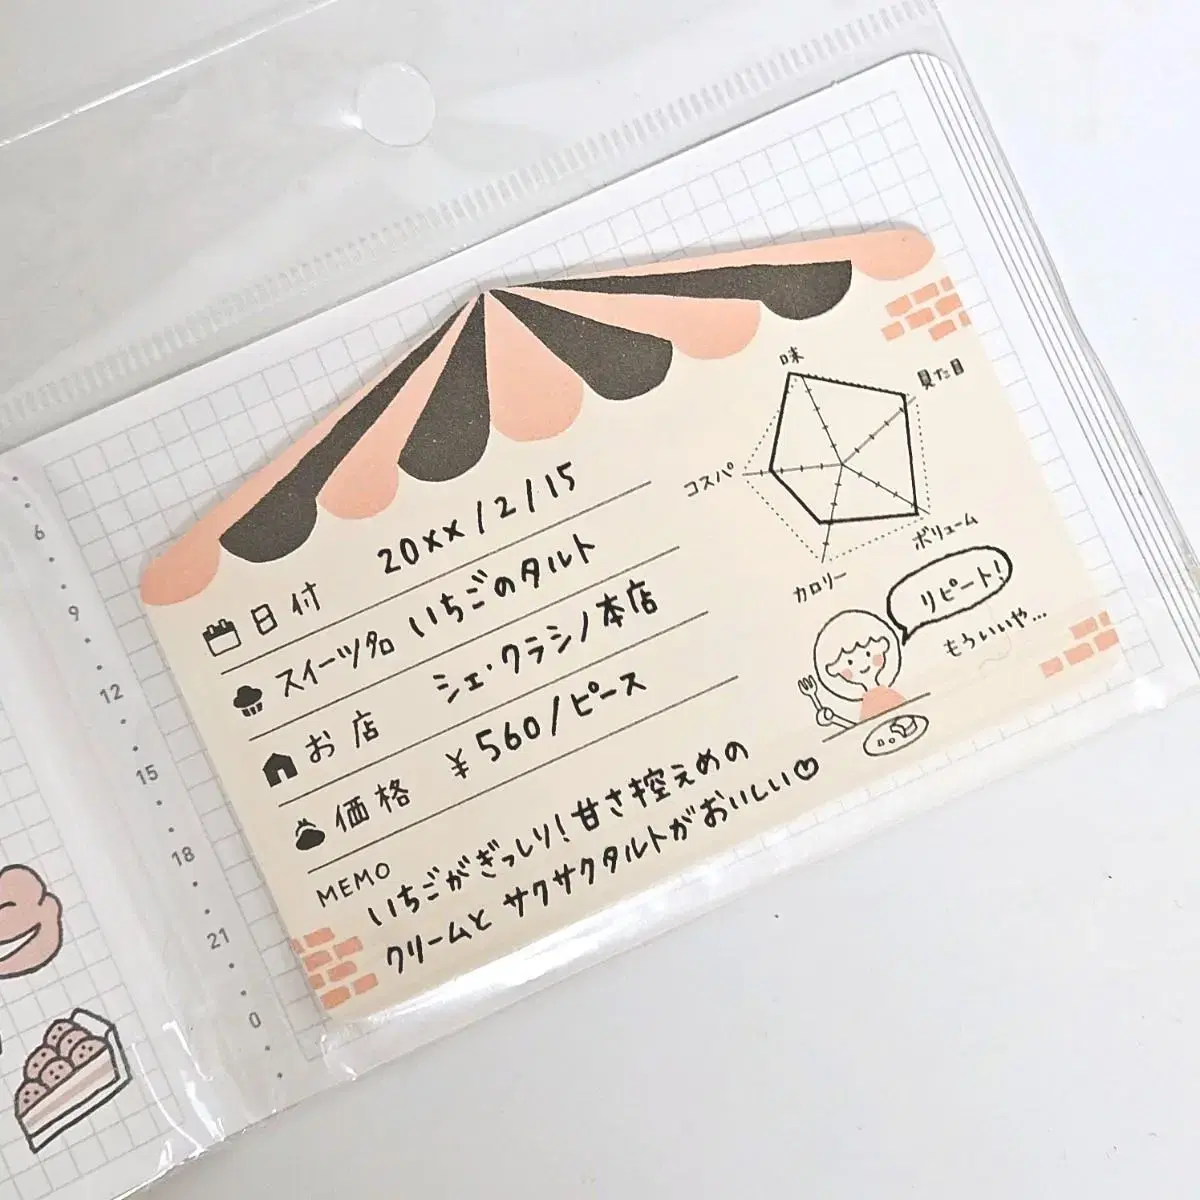 日付 20xx/2/15
スイーツ名 いちごのタルト
お店 シェ・クラシノ本店
価格 ¥560/ピース
MEMO
いちごがぎっしり!甘さ控えめの
クリームと サクサクタルトがおいしい♡
味
見た目
コスパ
ボリューム
カロリー
リピート!
もういいや…
6
9
12
15
18
21
0